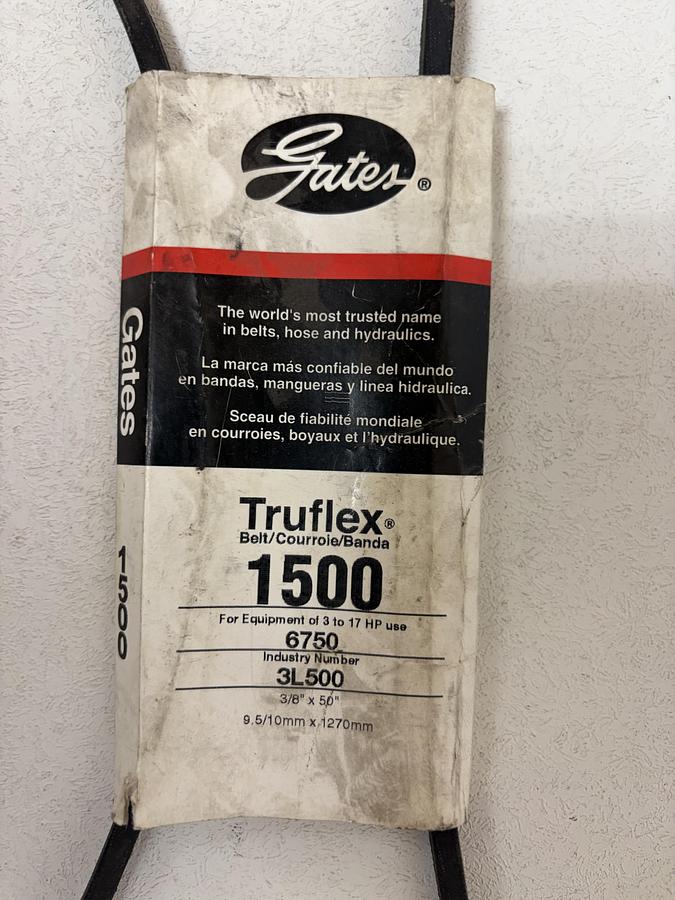 Gates®
The world's most trusted name
in belts, hose and hydraulics.
La marca más confiable del mundo
en bandas, mangueras y linea hidraulica.
Sceau de fiabilité mondiale
en courroies, boyaux et l'hydraulique.
Truflex®
Belt/Courroie/Banda
1500
For Equipment of 3 to 17 HP use
6750
Industry Number
3L500
3/8" x 50"
9.5/10mm x 1270mm
Gates
1500